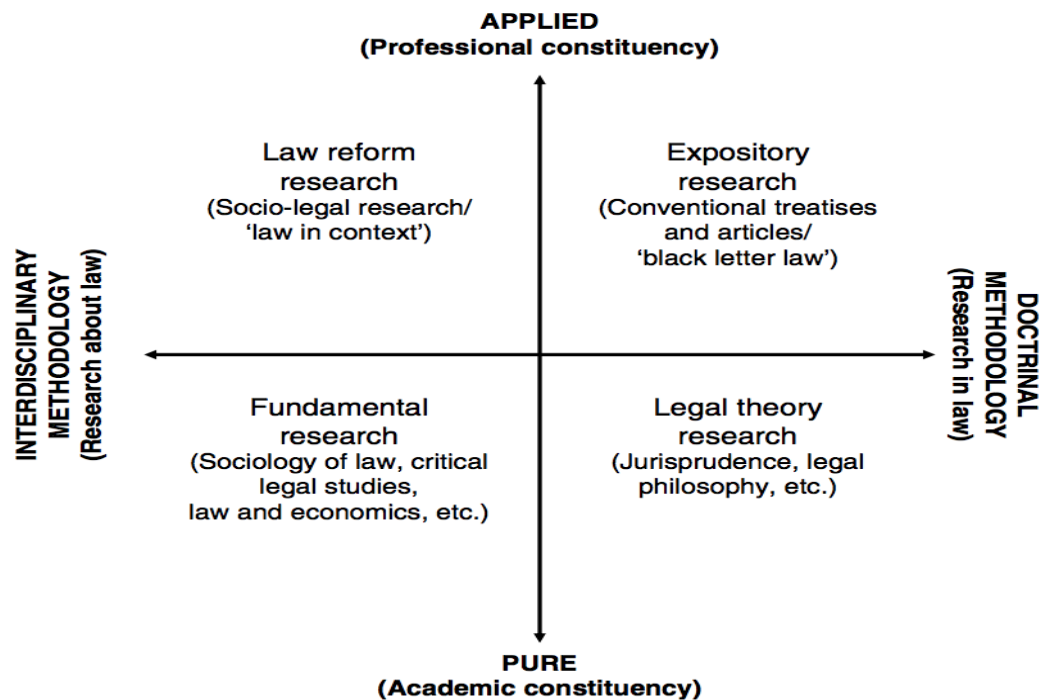 APPLIED
(Professional constituency)
Law reform
research
(Socio-legal research/
‘law in context’)
Expository
research
(Conventional treatises
and articles/
‘black letter law’)
INTERDISCIPLINARY
METHODOLOGY
(Research about law)
DOCTRINAL
METHODOLOGY
(Research in law)
Fundamental
research
(Sociology of law, critical
legal studies,
law and economics, etc.)
Legal theory
research
(Jurisprudence, legal
philosophy, etc.)
PURE
(Academic constituency)